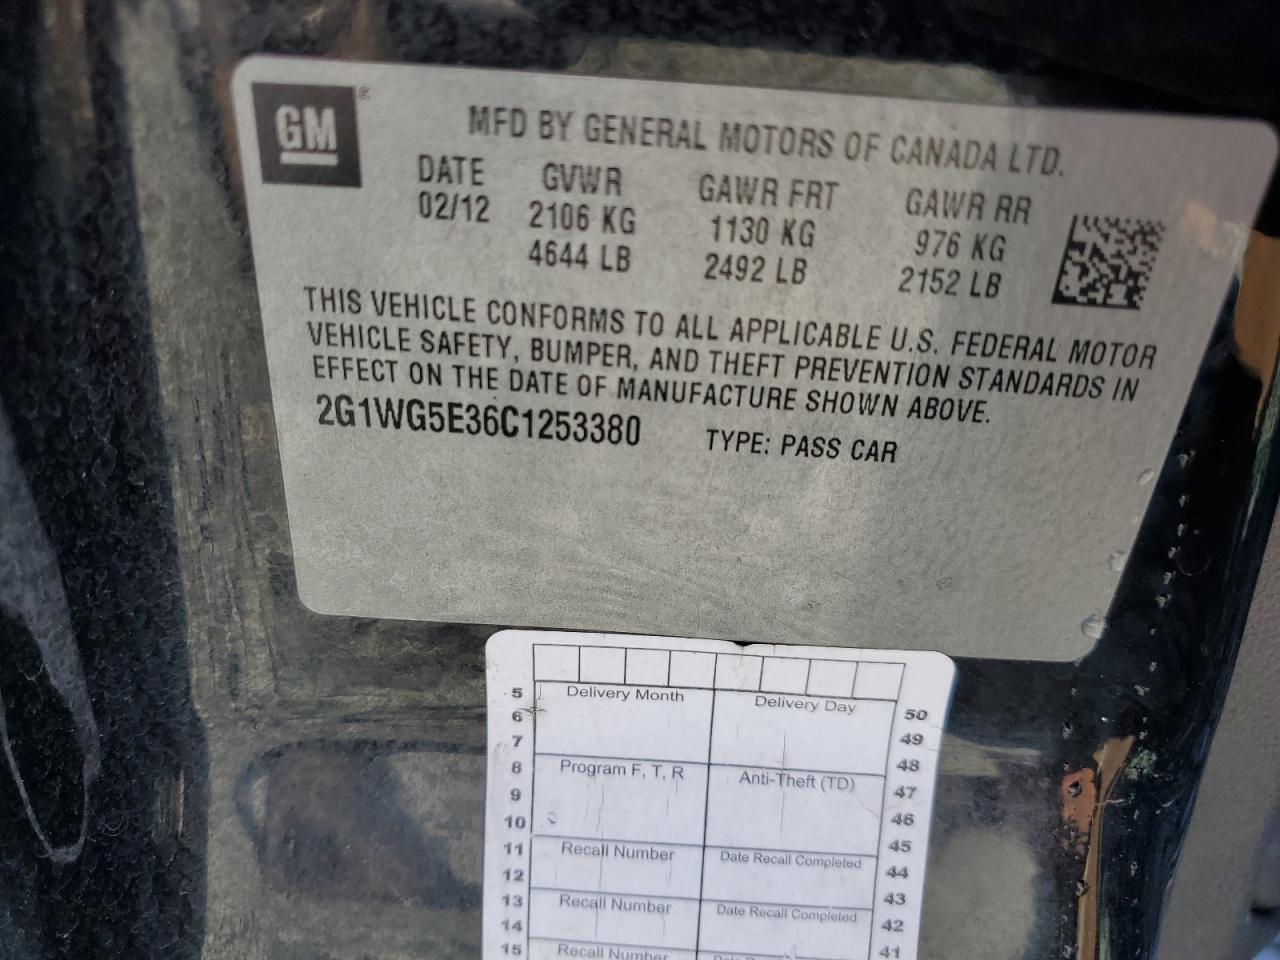 GM ®
MFD BY GENERAL MOTORS OF CANADA LTD.
DATE GVWR GAWR FRT GAWR RR
02/12 2106 KG 1130 KG 976 KG
4644 LB 2492 LB 2152 LB
THIS VEHICLE CONFORMS TO ALL APPLICABLE U.S. FEDERAL MOTOR
VEHICLE SAFETY, BUMPER, AND THEFT PREVENTION STANDARDS IN
EFFECT ON THE DATE OF MANUFACTURE SHOWN ABOVE.
2G1WG5E36C1253380 TYPE: PASS CAR
5 Delivery Month Delivery Day 50
6 49
7 48
8 Program F, T, R Anti-Theft (TD) 47
9 46
10 45
11 Recall Number Date Recall Completed 44
12 43
13 Recall Number Date Recall Completed 42
14 41
15 Recall Number